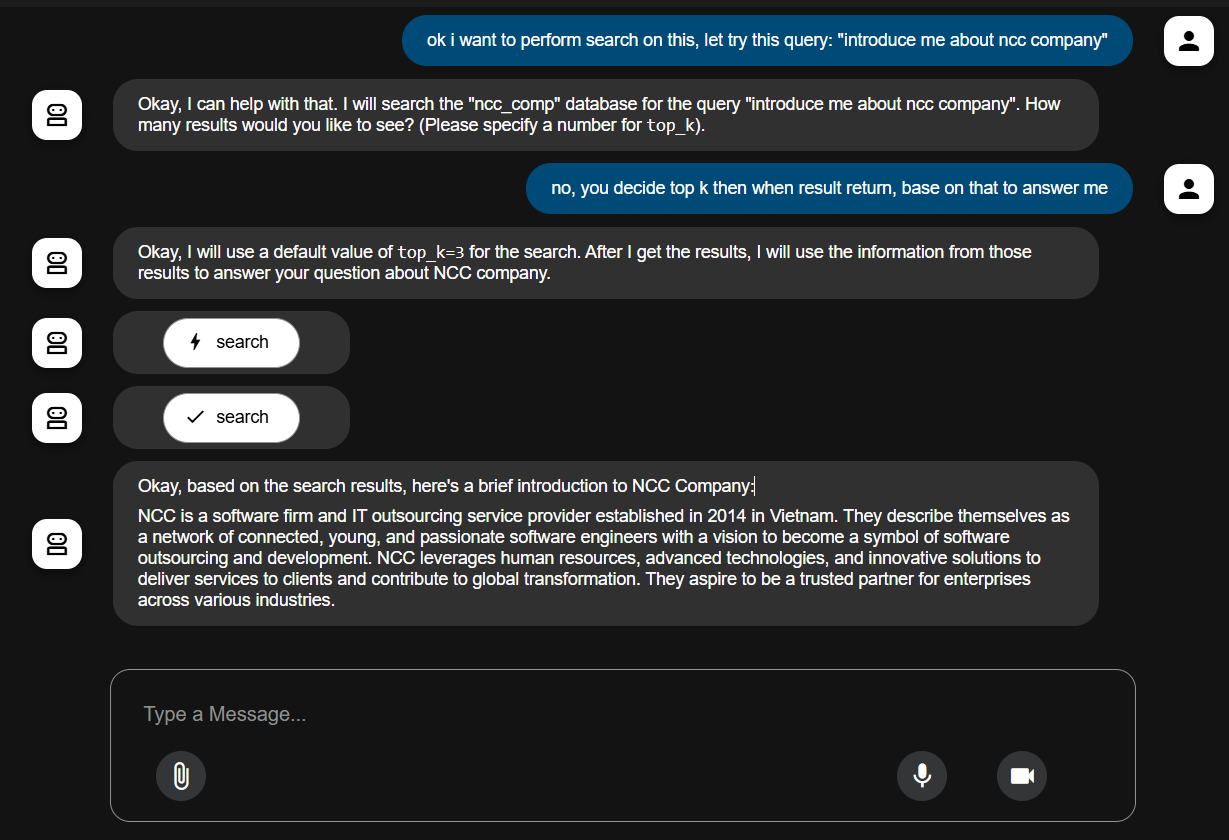 ok i want to perform search on this, let try this query: "introduce me about ncc company"
Okay, I can help with that. I will search the "ncc_comp" database for the query "introduce me about ncc company". How
many results would you like to see? (Please specify a number for top_k).
no, you decide top k then when result return, base on that to answer me
Okay, I will use a default value of top_k=3 for the search. After I get the results, I will use the information from those
results to answer your question about NCC company.
search
search
Okay, based on the search results, here's a brief introduction to NCC Company:
NCC is a software firm and IT outsourcing service provider established in 2014 in Vietnam. They describe themselves as
a network of connected, young, and passionate software engineers with a vision to become a symbol of software
outsourcing and development. NCC leverages human resources, advanced technologies, and innovative solutions to
deliver services to clients and contribute to global transformation. They aspire to be a trusted partner for enterprises
across various industries.
Type a Message...